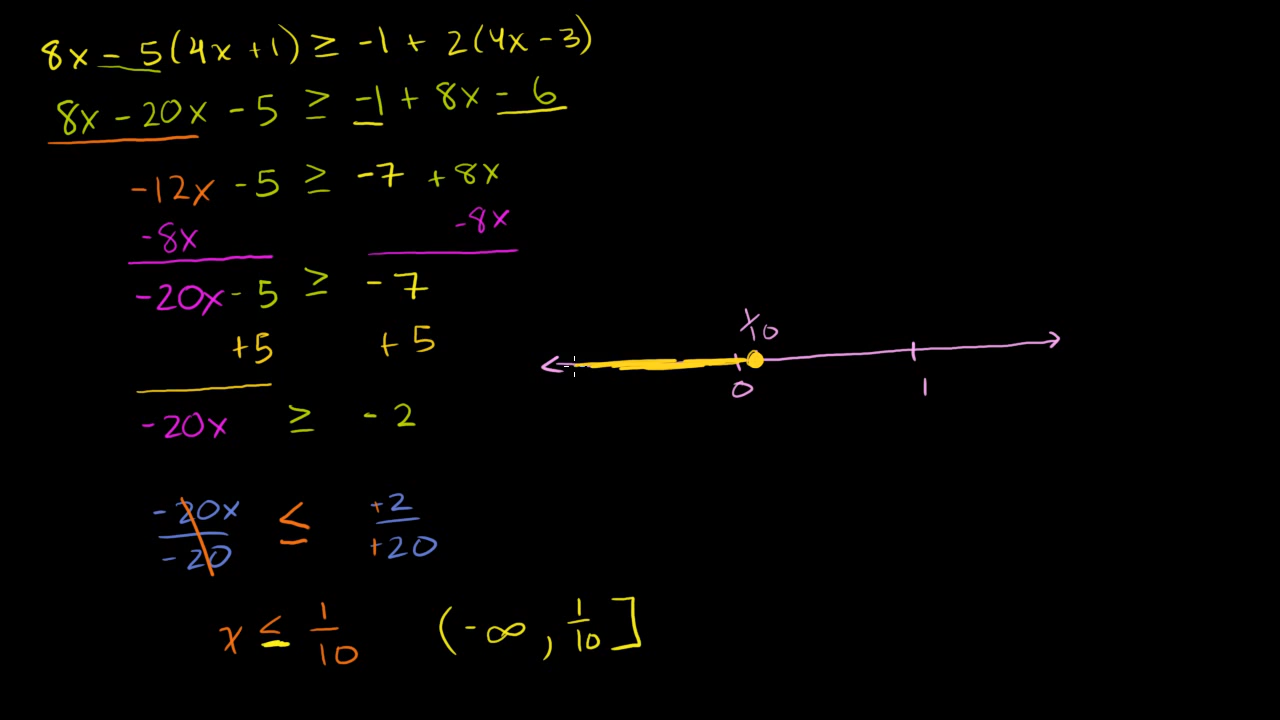 8x - 5(4x + 1) ≥ -1 + 2(4x - 3)
8x - 20x - 5 ≥ -1 + 8x - 6
-12x - 5 ≥ -7 + 8x
-8x -8x
-20x - 5 ≥ -7
+5 +5
-20x ≥ -2
-20x/-20 ≤ +2/+20
x ≤ 1/10 (-∞, 1/10]
1/10
0 1